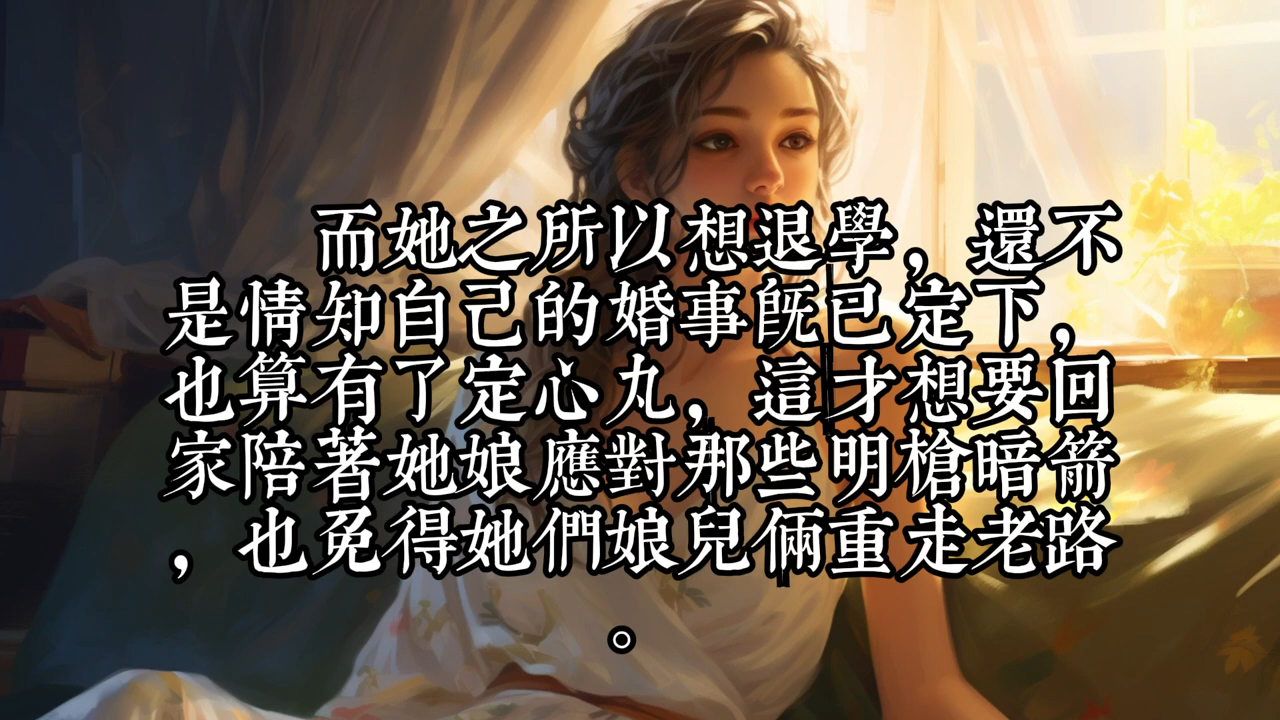 而她之所以想退學，還不
是情知自己的婚事既已定下，
也算有了定心丸，這才想要回
家陪著她娘應對那些明槍暗箭
，也免得她們娘兒倆重走老路
。